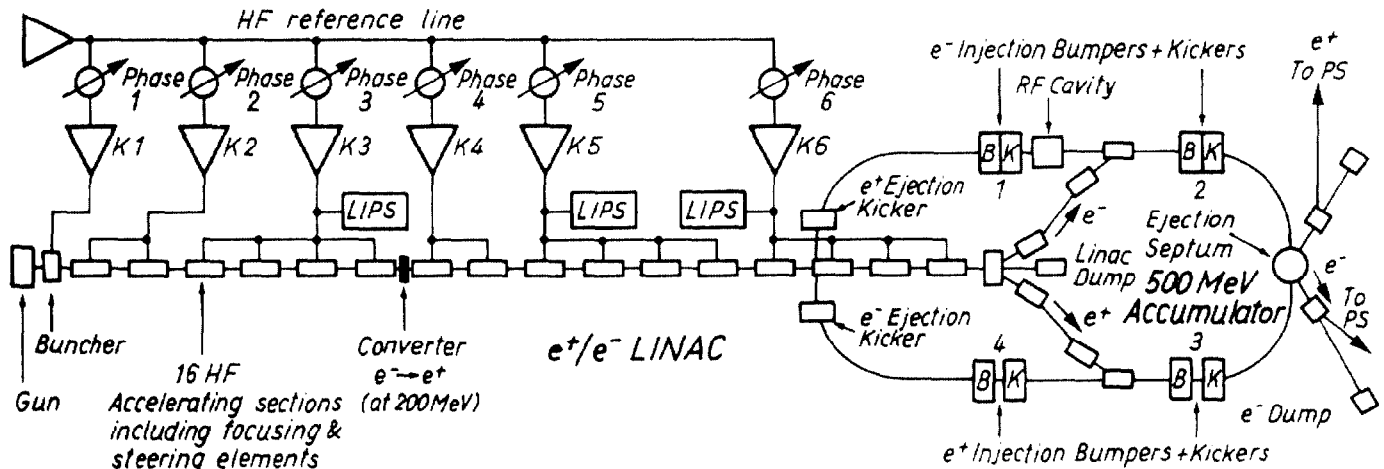 HF reference line
Phase
1
Phase
2
Phase
3
Phase
4
Phase
5
Phase
6
K1
K2
K3
K4
K5
K6
LIPS
LIPS
LIPS
Gun
Buncher
16 HF
Accelerating sections
including focusing &
steering elements
Converter
e⁻→e⁺
(at 200MeV)
e⁺/e⁻ LINAC
e⁻ Injection Bumpers + Kickers
RF Cavity
B K
1
B K
2
e⁺ Ejection
Kicker
e⁻
Linac
Dump
e⁺
e⁻ Ejection
Kicker
Ejection
Septum
500 MeV
Accumulator
4
B K
3
B K
e⁺ Injection Bumpers + Kickers
e⁺
To PS
e⁻
To
PS
e⁻ Dump